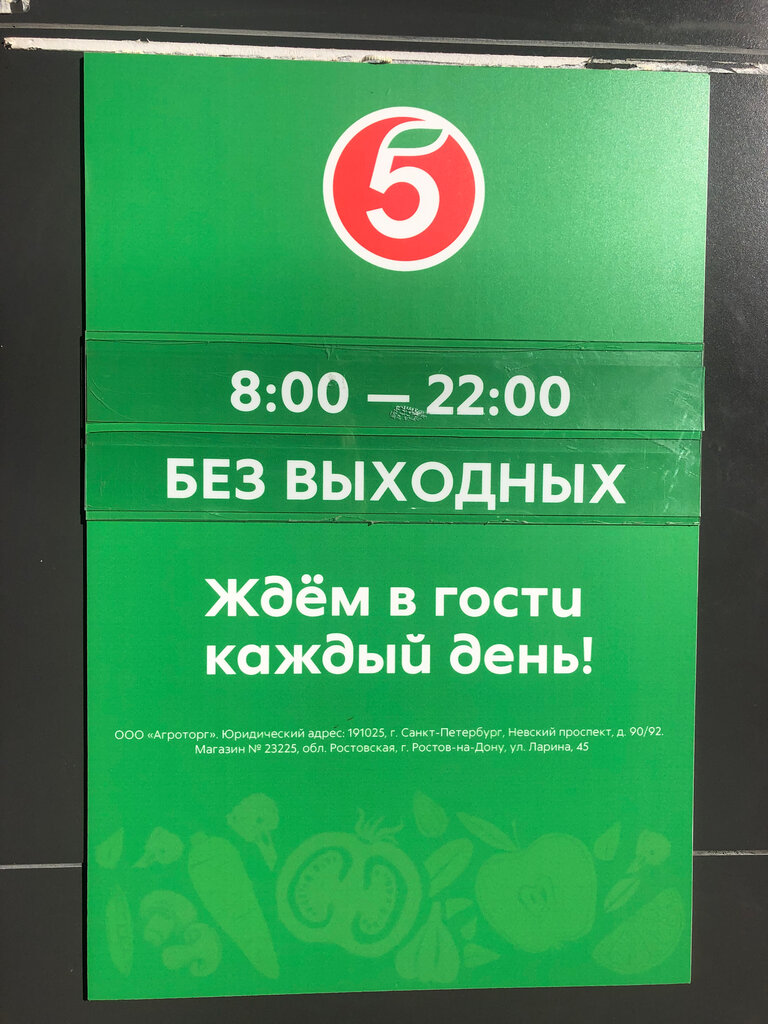 5
8:00 — 22:00
БЕЗ ВЫХОДНЫХ
Ждём в гости
каждый день!
ООО «Агроторг». Юридический адрес: 191025, г. Санкт-Петербург, Невский проспект, д. 90/92.
Магазин № 23225, обл. Ростовская, г. Ростов-на-Дону, ул. Ларина, 45